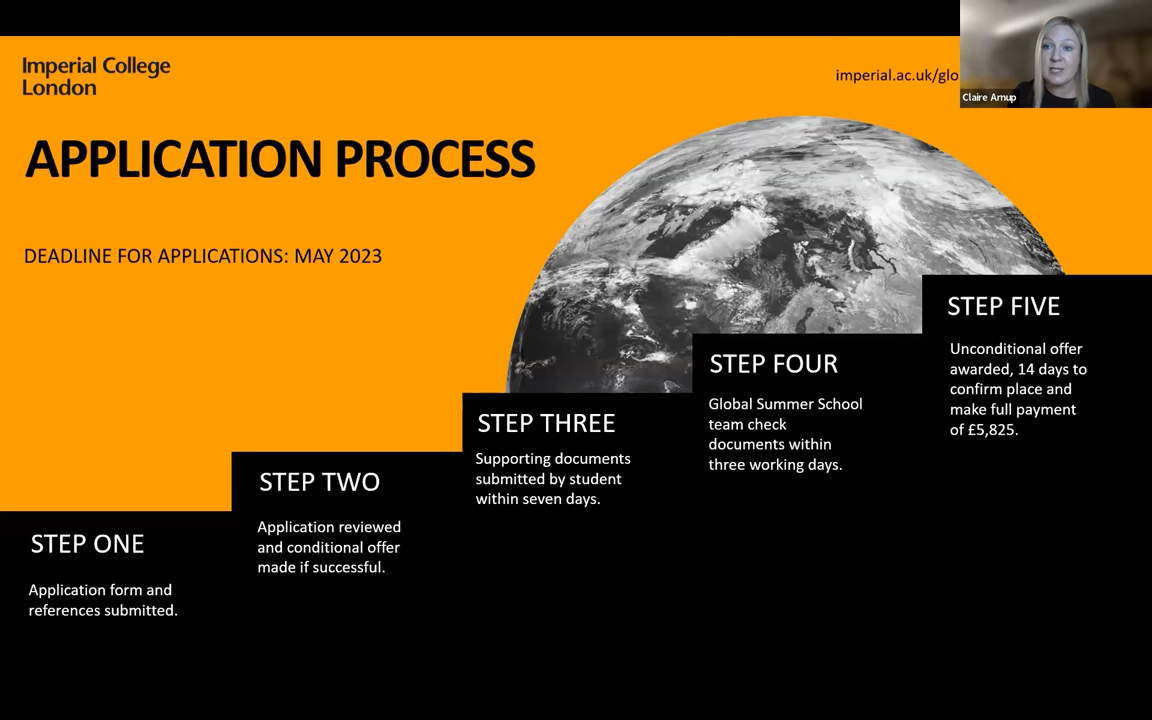 Imperial College
London
imperial.ac.uk/glo
Claire Arnup
APPLICATION PROCESS
DEADLINE FOR APPLICATIONS: MAY 2023
STEP ONE
Application form and
references submitted.
STEP TWO
Application reviewed
and conditional offer
made if successful.
STEP THREE
Supporting documents
submitted by student
within seven days.
STEP FOUR
Global Summer School
team check
documents within
three working days.
STEP FIVE
Unconditional offer
awarded, 14 days to
confirm place and
make full payment
of £5,825.